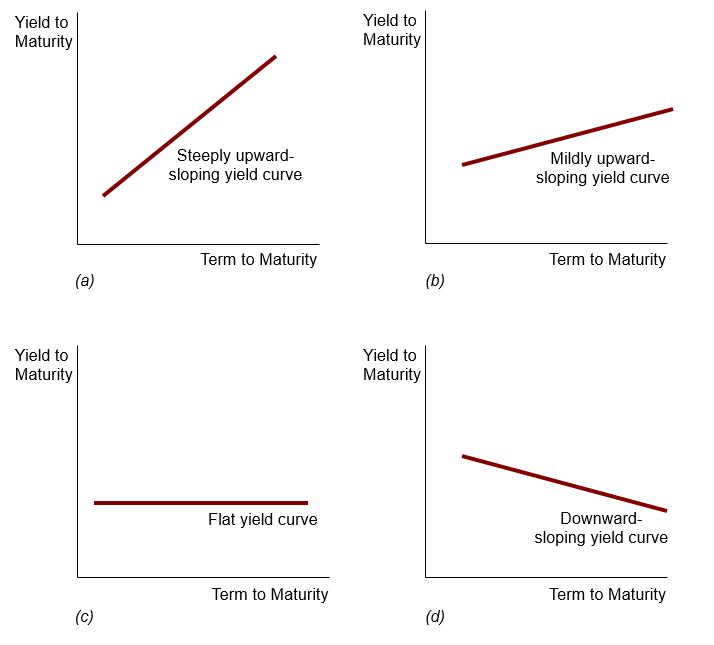 Yield to
Maturity
Steeply upward-
sloping yield curve
Term to Maturity
(a)
Yield to
Maturity
Mildly upward-
sloping yield curve
Term to Maturity
(b)
Yield to
Maturity
Flat yield curve
Term to Maturity
(c)
Yield to
Maturity
Downward-
sloping yield curve
Term to Maturity
(d)